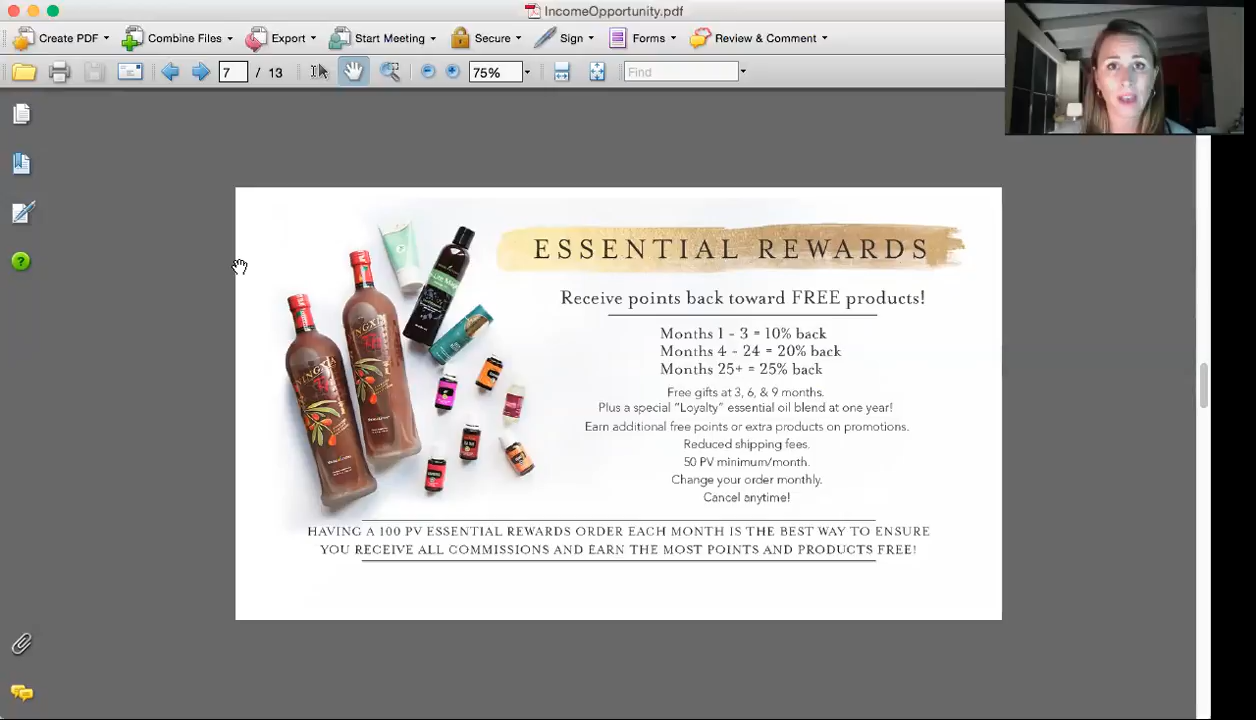 IncomeOpportunity.pdf
Create PDF
Combine Files
Export
Start Meeting
Secure
Sign
Forms
Review & Comment
7 / 13
75%
Find
ESSENTIAL REWARDS
Receive points back toward FREE products!
Months 1 - 3 = 10% back
Months 4 - 24 = 20% back
Months 25+ = 25% back
Free gifts at 3, 6, & 9 months.
Plus a special "Loyalty" essential oil blend at one year!
Earn additional free points or extra products on promotions.
Reduced shipping fees.
50 PV minimum/month.
Change your order monthly.
Cancel anytime!
HAVING A 100 PV ESSENTIAL REWARDS ORDER EACH MONTH IS THE BEST WAY TO ENSURE
YOU RECEIVE ALL COMMISSIONS AND EARN THE MOST POINTS AND PRODUCTS FREE!